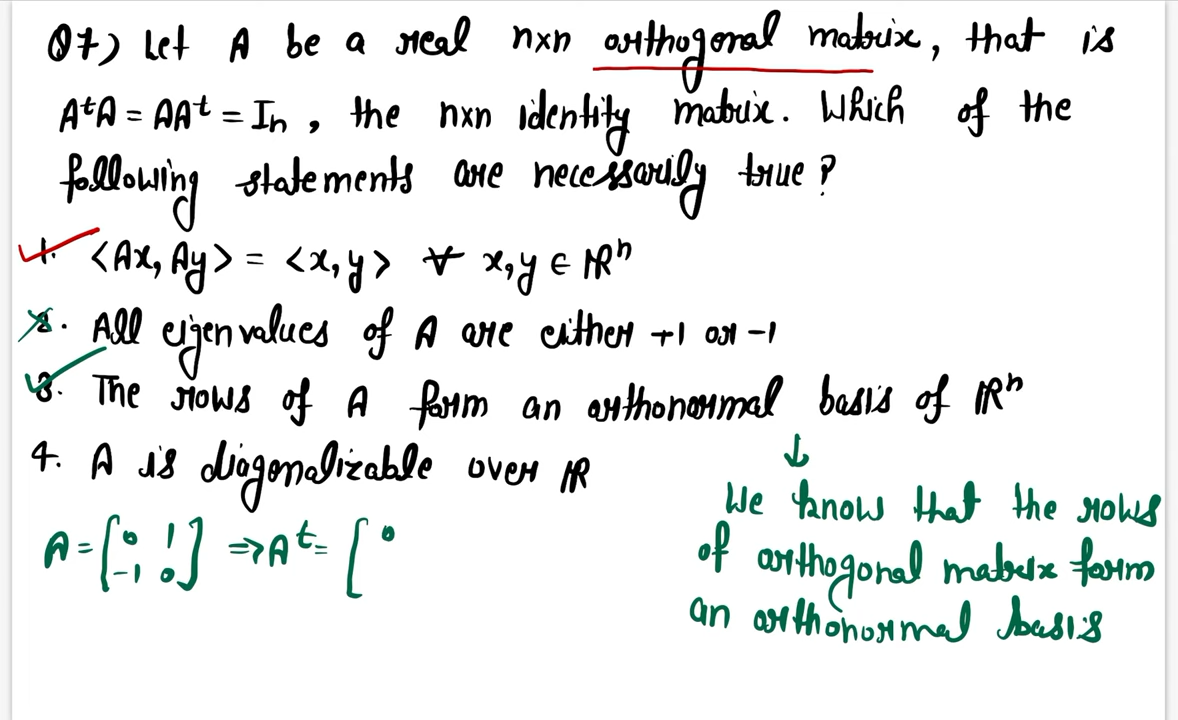 Q7) Let A be a real nxn orthogonal matrix, that is
AᵗA = AAᵗ = Iₙ, the nxn identity matrix. Which of the
following statements are necessarily true?
1. <Ax, Ay> = <x, y> ∀ x, y ∈ ℝⁿ
2. All eigenvalues of A are either +1 or -1
3. The rows of A form an orthonormal basis of ℝⁿ
4. A is diagonalizable over ℝ
↓
We know that the rows
of orthogonal matrix form
an orthonormal basis
A = [0 1
-1 0] ⇒ Aᵗ = [0